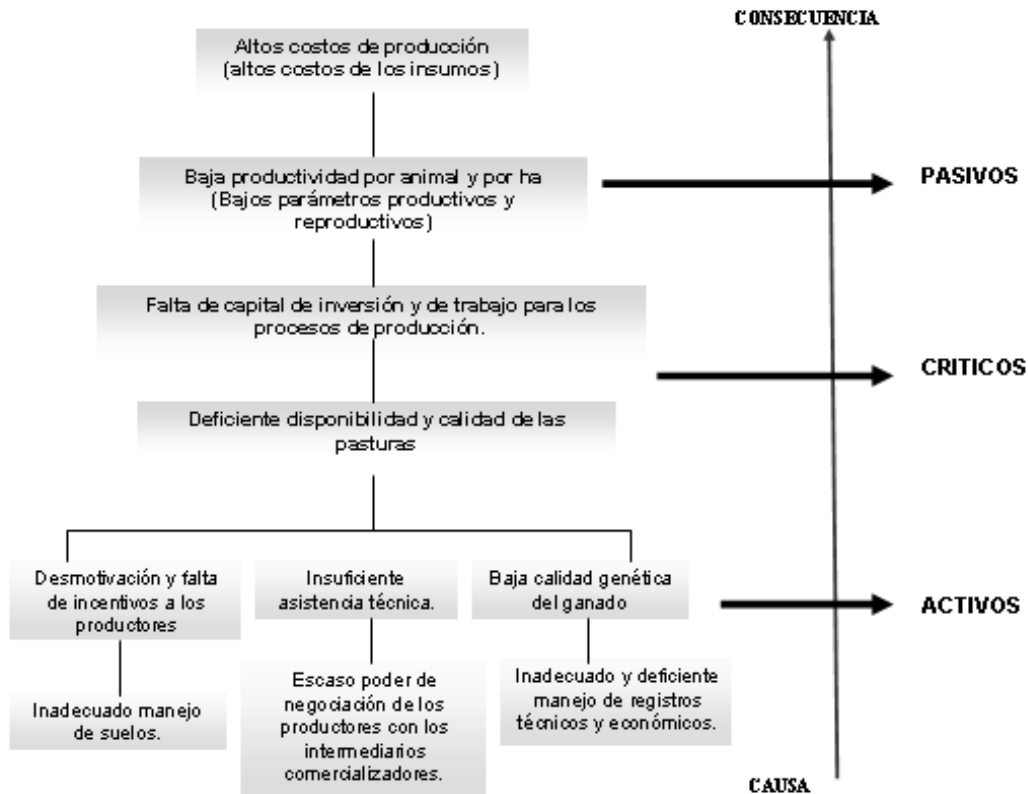 CONSECUENCIA
Altos costos de producción
(altos costos de los insumos)
Baja productividad por animal y por ha
(Bajos parámetros productivos y
reproductivos)
PASIVOS
Falta de capital de inversión y de trabajo para los
procesos de producción.
CRITICOS
Deficiente disponibilidad y calidad de las
pasturas
Desmotivación y falta
de incentivos a los
productores
Insuficiente
asistencia técnica.
Baja calidad genética
del ganado
ACTIVOS
Inadecuado manejo
de suelos.
Escaso poder de
negociación de los
productores con los
intermediarios
comercializadores.
Inadecuado y deficiente
manejo de registros
técnicos y económicos.
CAUSA